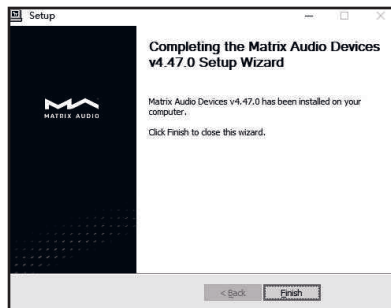 Setup
Completing the Matrix Audio Devices
v4.47.0 Setup Wizard
MATRIX AUDIO
Matrix Audio Devices v4.47.0 has been installed on your
computer.
Click Finish to close this wizard.
< Back
Finish